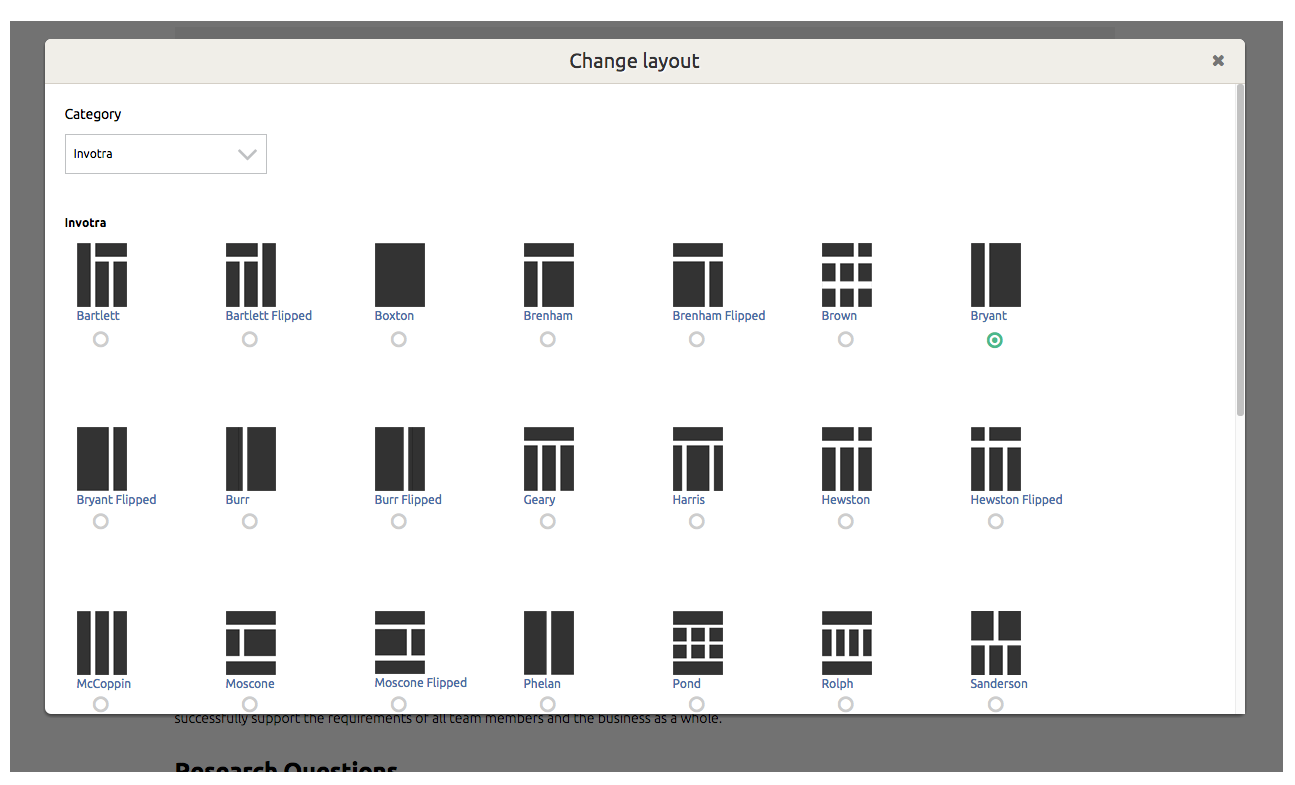 Change layout
Category
Invotra
Invotra
Bartlett
Bartlett Flipped
Boxton
Brenham
Brenham Flipped
Brown
Bryant
Bryant Flipped
Burr
Burr Flipped
Geary
Harris
Hewston
Hewston Flipped
McCoppin
Moscone
Moscone Flipped
Phelan
Pond
Rolph
Sanderson
successfully support the requirements of all team members and the business as a whole.
Research Questions